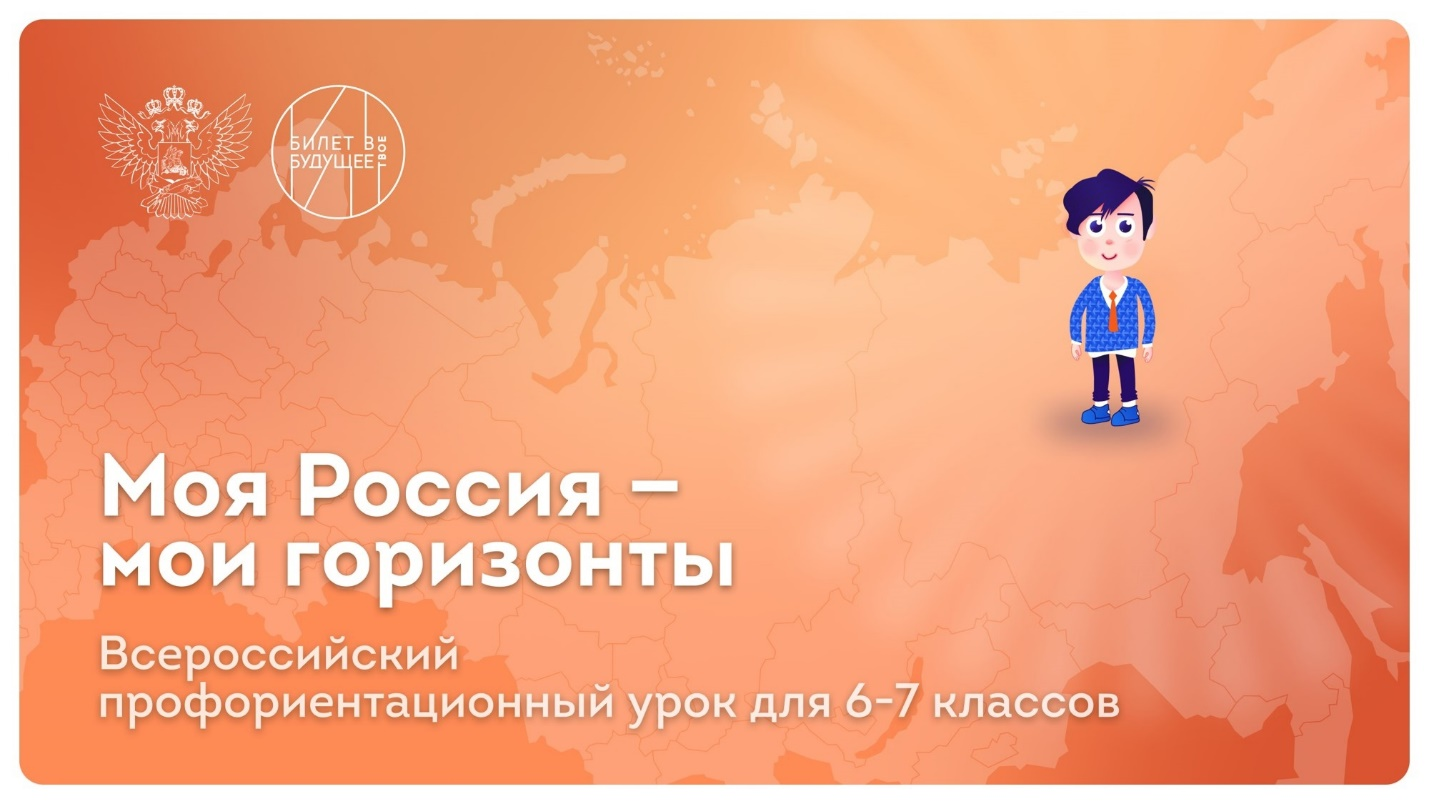 БИЛЕТ В
БУДУЩЕЕ
ТВОЕ
Моя Россия –
мои горизонты
Всероссийский
профориентационный урок для 6-7 классов